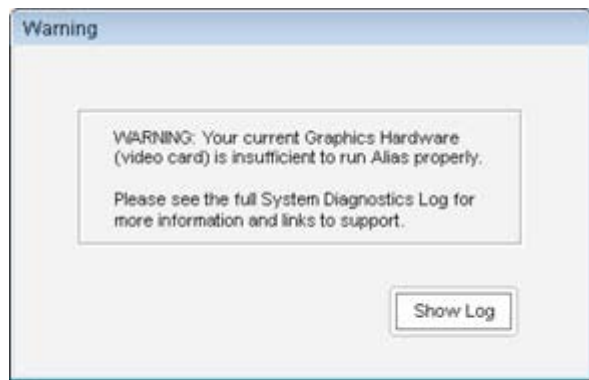 Warning
WARNING: Your current Graphics Hardware
(video card) is insufficient to run Alias properly.
Please see the full System Diagnostics Log for
more information and links to support.
Show Log